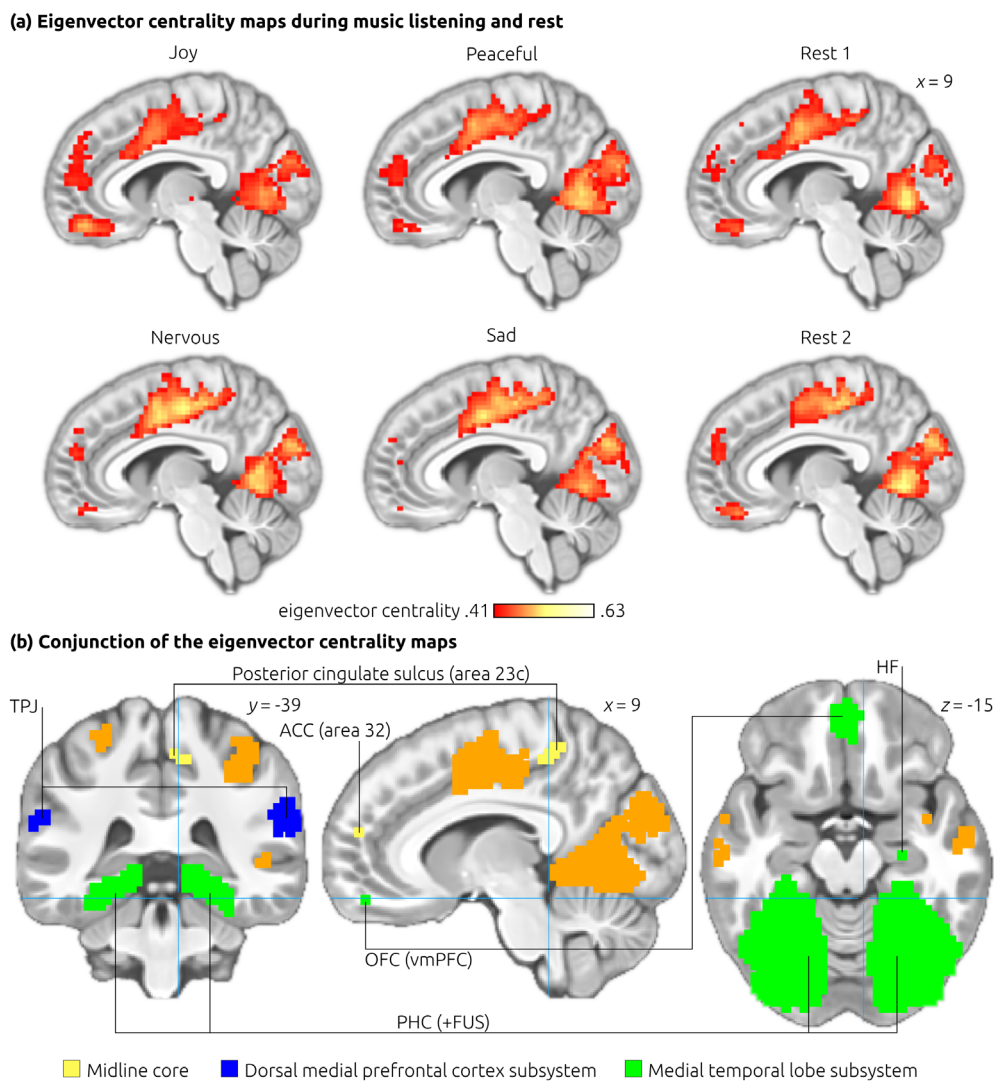 (a) Eigenvector centrality maps during music listening and rest
Joy
Peaceful
Rest 1
x = 9
Nervous
Sad
Rest 2
eigenvector centrality .41
.63
(b) Conjunction of the eigenvector centrality maps
Posterior cingulate sulcus (area 23c)
HF
TPJ
y = -39
x = 9
z = -15
ACC (area 32)
OFC (vmPFC)
PHC (+FUS)
Midline core
Dorsal medial prefrontal cortex subsystem
Medial temporal lobe subsystem